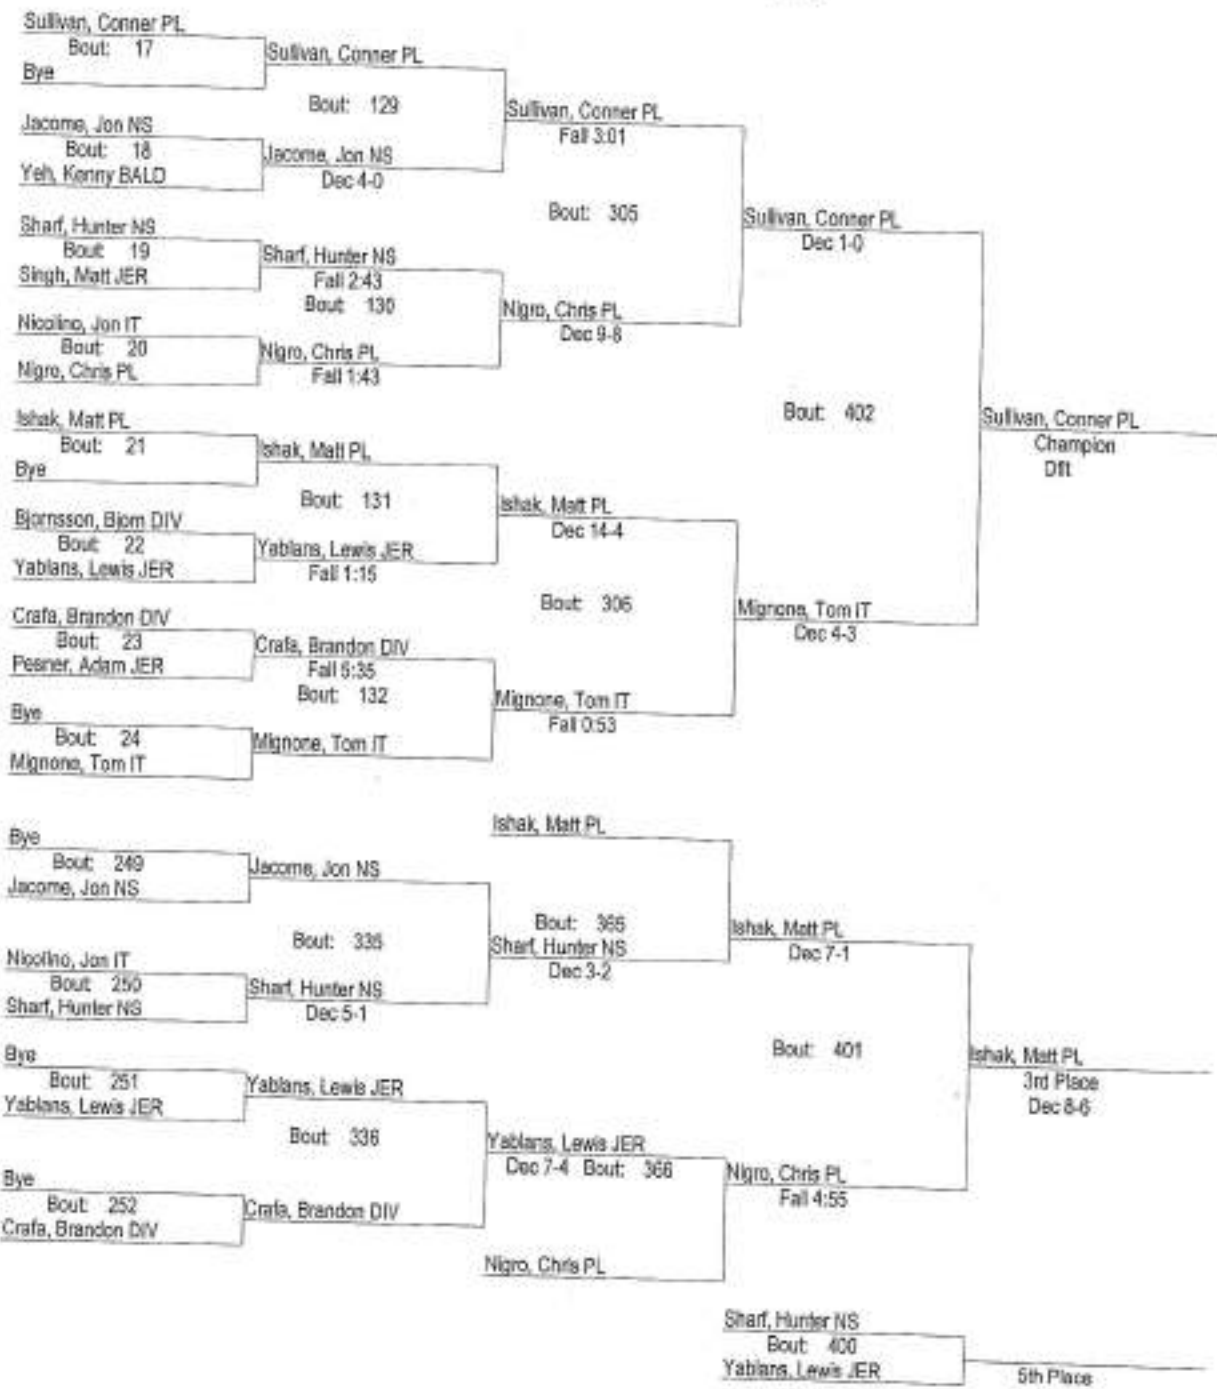 Sullivan, Conner PL
Bout: 17
Bye
Sullivan, Conner PL
Bout: 129
Jacome, Jon NS
Bout: 18
Yeh, Kenny BALD
Jacome, Jon NS
Dec 4-0
Sullivan, Conner PL
Fall 3:01
Bout: 305
Sharf, Hunter NS
Bout: 19
Singh, Matt JER
Sharf, Hunter NS
Fall 2:43
Bout: 130
Nicolino, Jon IT
Bout: 20
Nigro, Chris PL
Nigro, Chris PL
Fall 1:43
Nigro, Chris PL
Dec 9-8
Sullivan, Conner PL
Dec 1-0
Bout: 402
Sullivan, Conner PL
Champion
Dflt
Ishak, Matt PL
Bout: 21
Bye
Ishak, Matt PL
Bout: 131
Bjornsson, Bjorn DIV
Bout: 22
Yablans, Lewis JER
Yablans, Lewis JER
Fall 1:15
Ishak, Matt PL
Dec 14-4
Bout: 306
Crafa, Brandon DIV
Bout: 23
Pesner, Adam JER
Crafa, Brandon DIV
Fall 5:35
Bout: 132
Bye
Bout: 24
Mignone, Tom IT
Mignone, Tom IT
Mignone, Tom IT
Fall 0:53
Mignone, Tom IT
Dec 4-3
Bye
Bout: 249
Jacome, Jon NS
Jacome, Jon NS
Bout: 335
Nicolino, Jon IT
Bout: 250
Sharf, Hunter NS
Sharf, Hunter NS
Dec 5-1
Ishak, Matt PL
Bout: 365
Sharf, Hunter NS
Dec 3-2
Ishak, Matt PL
Dec 7-1
Bout: 401
Ishak, Matt PL
3rd Place
Dec 8-6
Bye
Bout: 251
Yablans, Lewis JER
Yablans, Lewis JER
Bout: 336
Bye
Bout: 252
Crafa, Brandon DIV
Crafa, Brandon DIV
Yablans, Lewis JER
Dec 7-4 Bout: 366
Nigro, Chris PL
Nigro, Chris PL
Fall 4:55
Sharf, Hunter NS
Bout: 400
Yablans, Lewis JER
5th Place